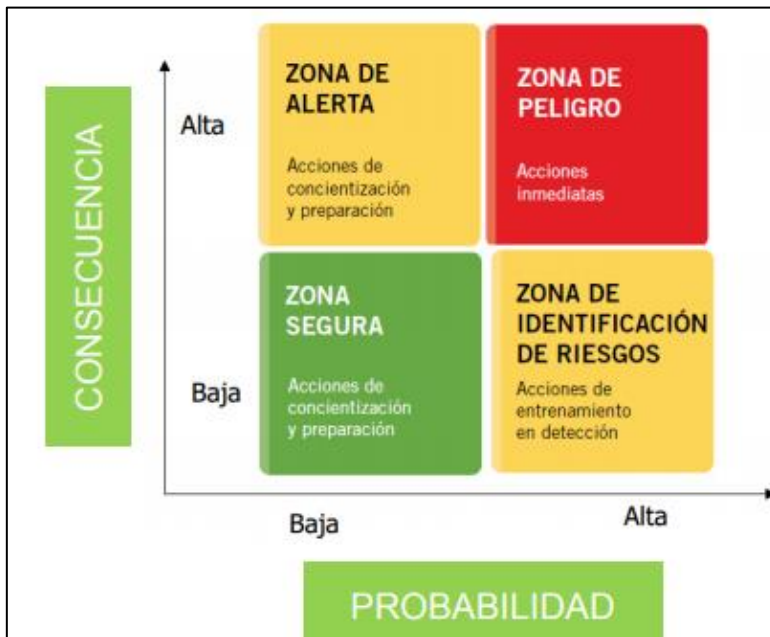 CONSECUENCIA
Alta
Baja
ZONA DE
ALERTA
Acciones de
concientización
y preparación
ZONA DE
PELIGRO
Acciones
inmediatas
ZONA
SEGURA
Acciones de
concientización
y preparación
ZONA DE
IDENTIFICACIÓN
DE RIESGOS
Acciones de
entrenamiento
en detección
Baja
Alta
PROBABILIDAD